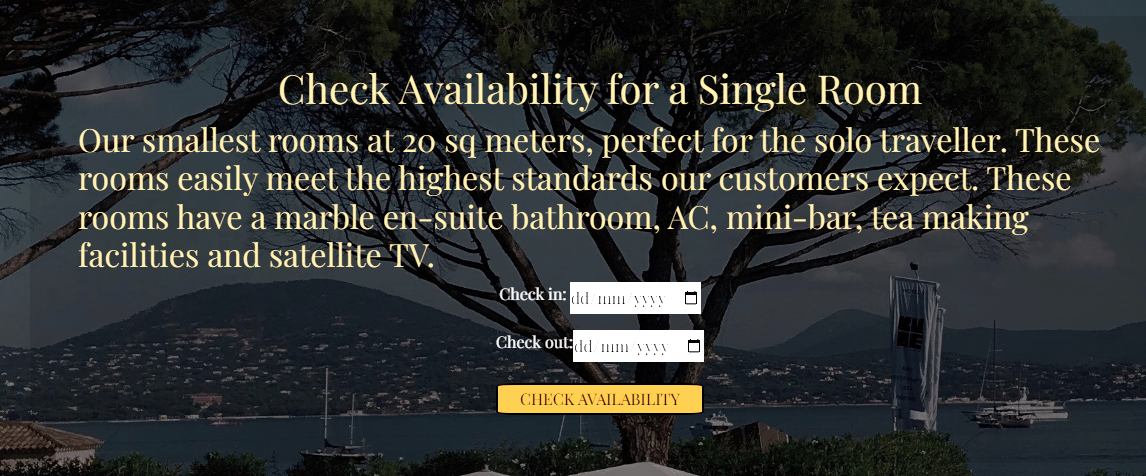 Check Availability for a Single Room
Our smallest rooms at 20 sq meters, perfect for the solo traveller. These
rooms easily meet the highest standards our customers expect. These
rooms have a marble en-suite bathroom, AC, mini-bar, tea making
facilities and satellite TV.
Check in: dd/mm/yyyy
Check out: dd/mm/yyyy
CHECK AVAILABILITY